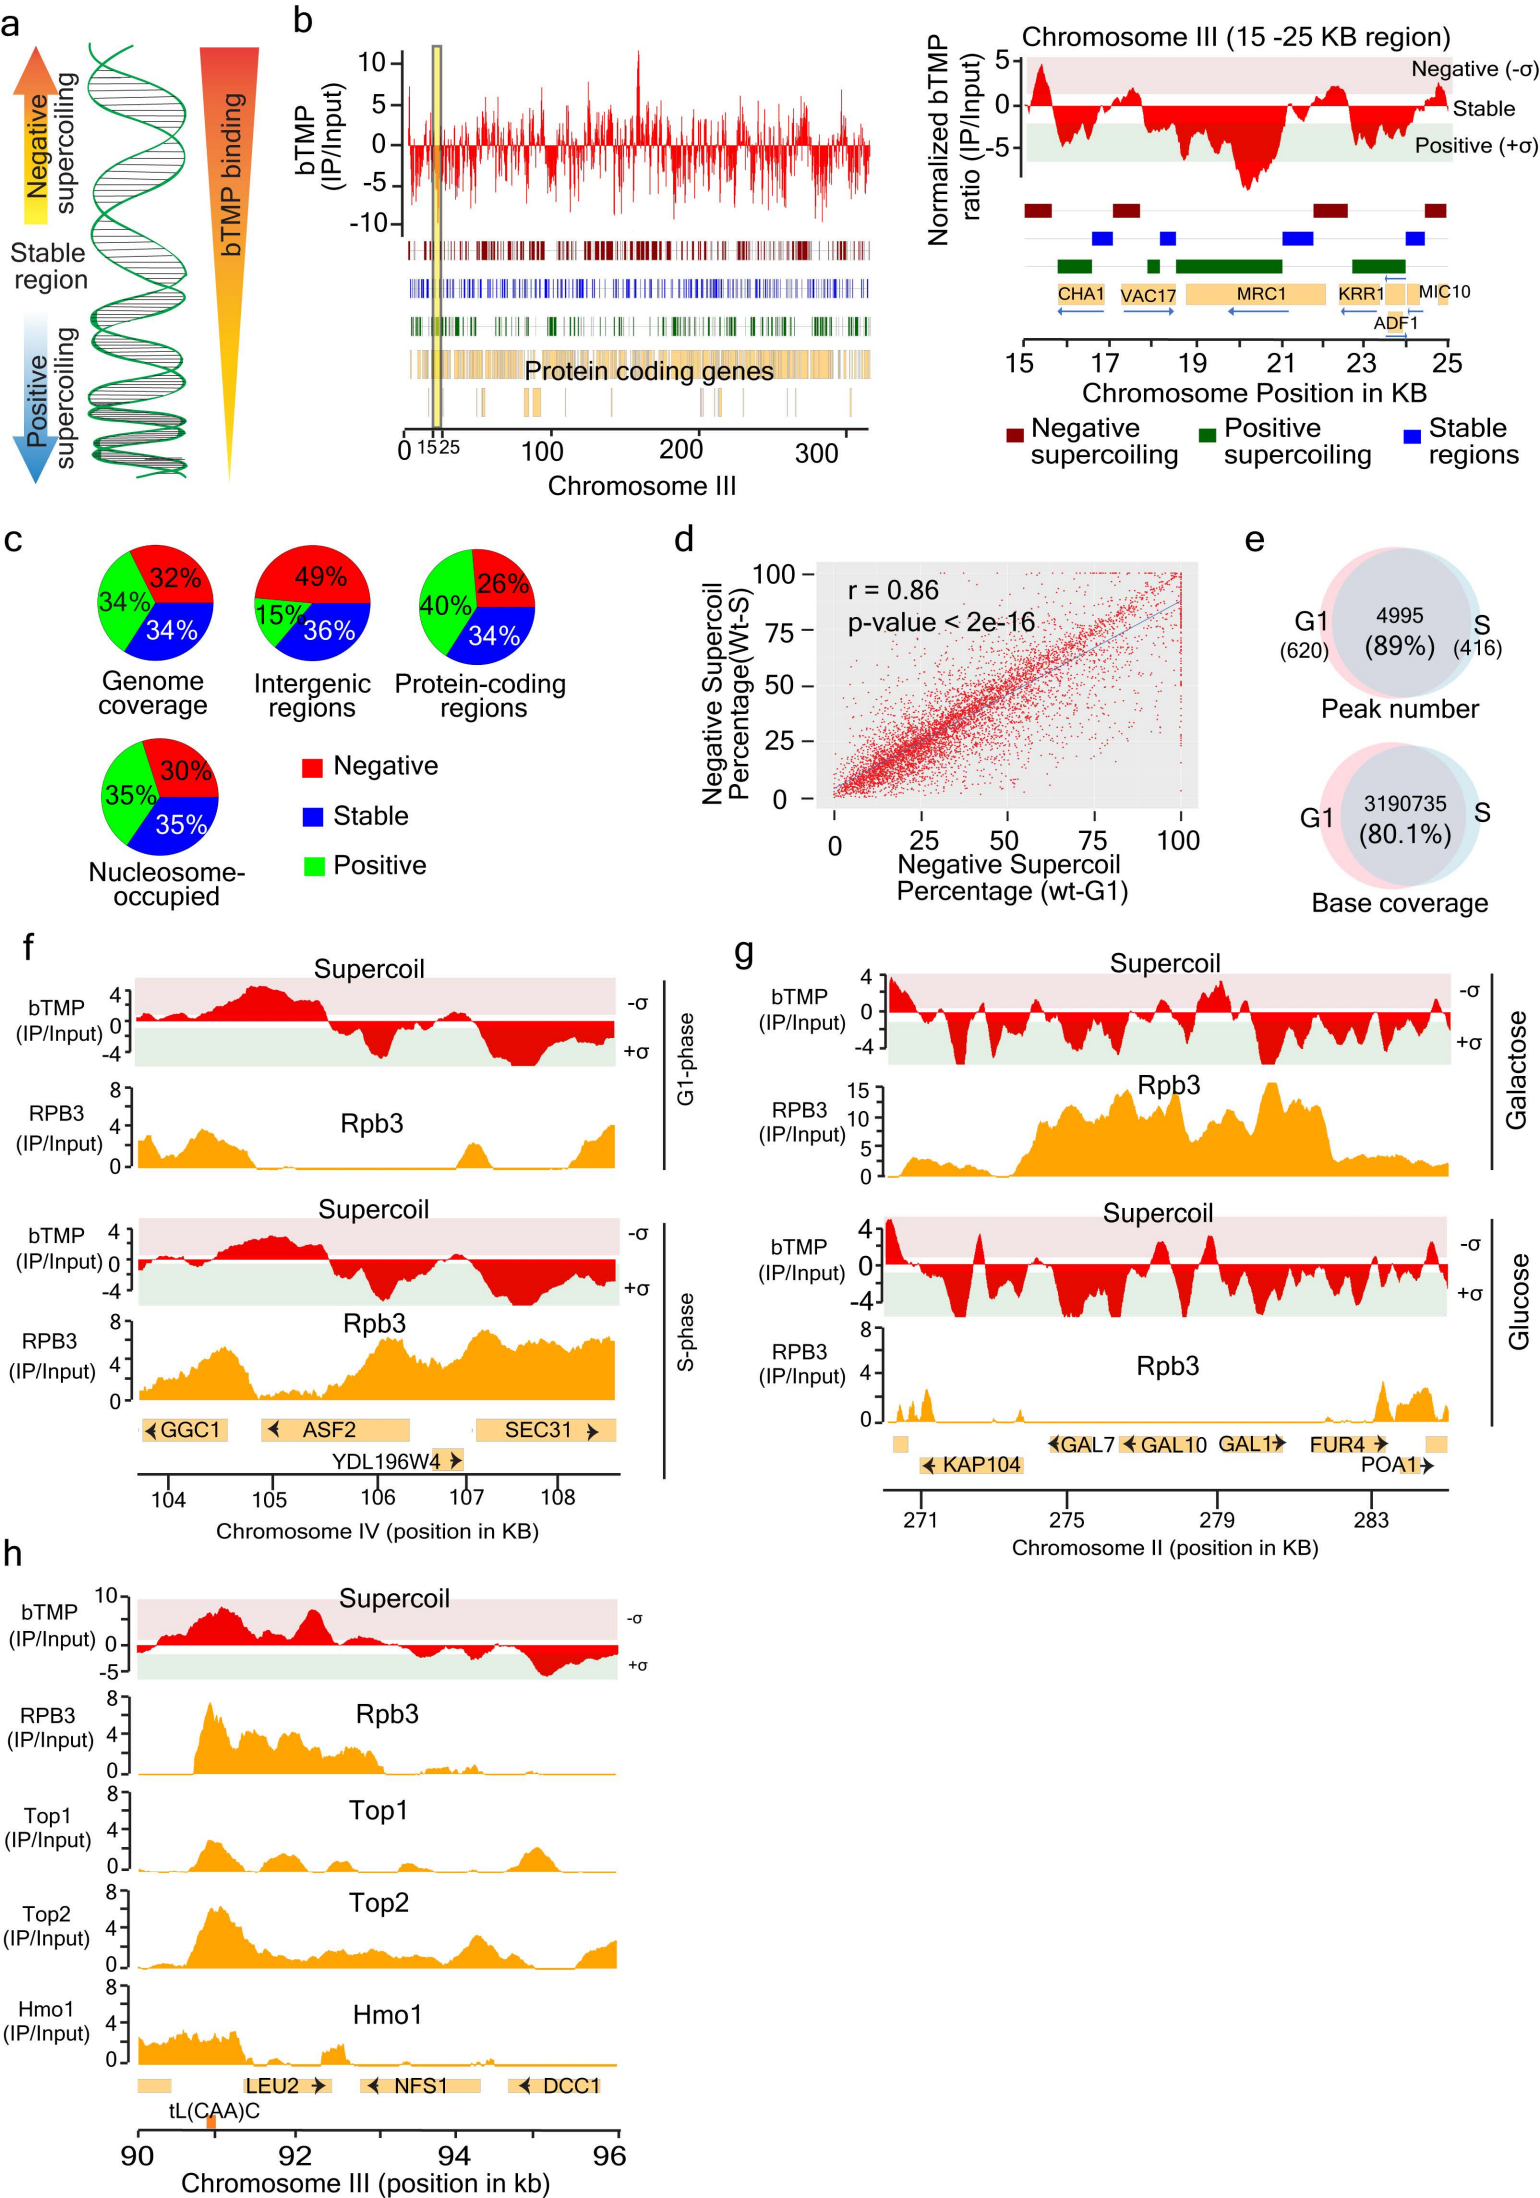 a
Negative
supercoiling
Stable
region
Positive
supercoiling
bTMP binding
b
bTMP
(IP/Input)
10
5
0
-5
-10
Protein coding genes
0
15
25
100
200
300
Chromosome III
Chromosome III (15 -25 KB region)
Normalized bTMP
ratio (IP/Input)
5
0
-5
Negative (-σ)
Stable
Positive (+σ)
CHA1
VAC17
MRC1
KRR1
MIC10
ADF1
15
17
19
21
23
25
Chromosome Position in KB
Negative
supercoiling
Positive
supercoiling
Stable
regions
c
32%
34%
34%
Genome
coverage
49%
15%
36%
Intergenic
regions
26%
40%
34%
Protein-coding
regions
30%
35%
35%
Nucleosome-
occupied
Negative
Stable
Positive
d
Negative Supercoil
Percentage(Wt-S)
100
75
50
25
0
r = 0.86
p-value < 2e-16
0
25
50
75
100
Negative Supercoil
Percentage (wt-G1)
e
G1
(620)
4995
(89%)
S
(416)
Peak number
G1
3190735
(80.1%)
S
Base coverage
f
Supercoil
bTMP
(IP/Input)
4
0
-4
-σ
+σ
RPB3
(IP/Input)
8
4
0
Rpb3
G1-phase
Supercoil
bTMP
(IP/Input)
4
0
-4
-σ
+σ
RPB3
(IP/Input)
8
4
0
Rpb3
S-phase
GGC1
ASF2
SEC31
YDL196W4
104
105
106
107
108
Chromosome IV (position in KB)
g
Supercoil
bTMP
(IP/Input)
4
0
-4
-σ
+σ
RPB3
(IP/Input)
15
10
5
0
Rpb3
Galactose
Supercoil
bTMP
(IP/Input)
4
0
-4
-σ
+σ
RPB3
(IP/Input)
8
4
0
Rpb3
Glucose
GAL7
GAL10
GAL1
FUR4
KAP104
POA1
271
275
279
283
Chromosome II (position in KB)
h
Supercoil
bTMP
(IP/Input)
10
0
-5
-σ
+σ
RPB3
(IP/Input)
8
4
0
Rpb3
Top1
(IP/Input)
8
4
0
Top1
Top2
(IP/Input)
8
4
0
Top2
Hmo1
(IP/Input)
8
4
0
Hmo1
LEU2
NFS1
DCC1
tL(CAA)C
90
92
94
96
Chromosome III (position in kb)